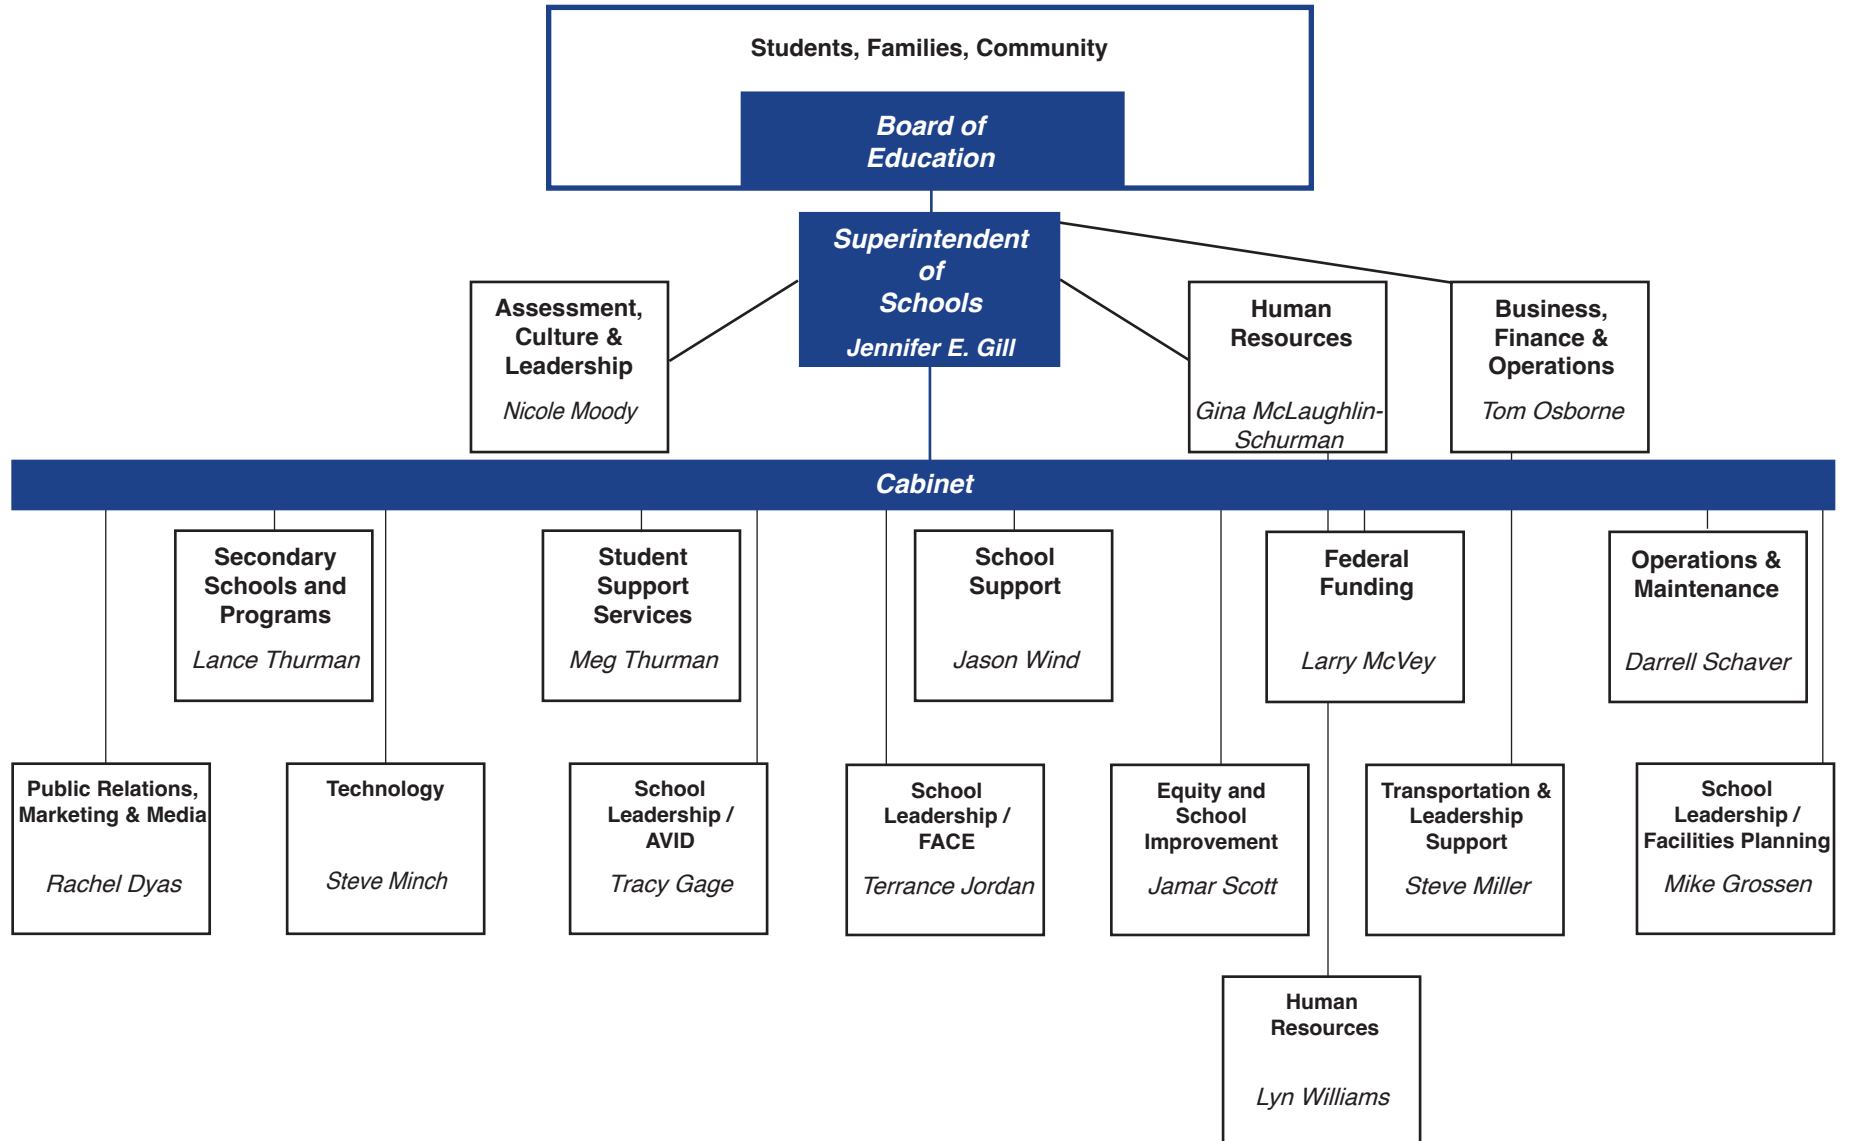 Students, Families, Community
Board of
Education
Superintendent
of
Schools
Jennifer E. Gill
Assessment,
Culture &
Leadership
Nicole Moody
Human
Resources
Gina McLaughlin-
Schurman
Business,
Finance &
Operations
Tom Osborne
Cabinet
Secondary
Schools and
Programs
Lance Thurman
Student
Support
Services
Meg Thurman
School
Support
Jason Wind
Federal
Funding
Larry McVey
Operations &
Maintenance
Darrell Schaver
Public Relations,
Marketing & Media
Rachel Dyas
Technology
Steve Minch
School
Leadership /
AVID
Tracy Gage
School
Leadership /
FACE
Terrance Jordan
Equity and
School
Improvement
Jamar Scott
Transportation &
Leadership
Support
Steve Miller
School
Leadership /
Facilities Planning
Mike Grossen
Human
Resources
Lyn Williams